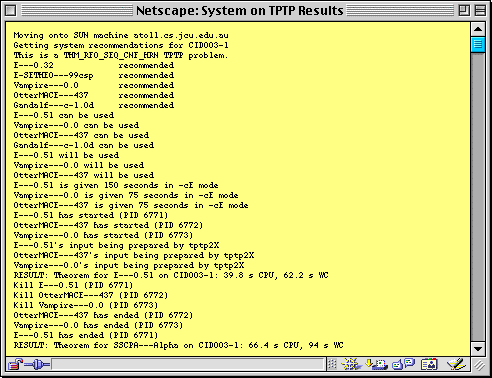 Netscape: System on TPTP Results
Moving onto SUN machine atoll.cs.jcu.edu.au
Getting system recommendations for CID003-1
This is a THM_RFO_SEQ_CNF_HRN TPTP problem.
E---0.32 recommended
E-SETHEO---99csp recommended
Vampire---0.0 recommended
OtterMACE---437 recommended
Gandalf---c-1.0d recommended
E---0.51 can be used
Vampire---0.0 can be used
OtterMACE---437 can be used
Gandalf---c-1.0d can be used
E---0.51 will be used
Vampire---0.0 will be used
OtterMACE---437 will be used
E---0.51 is given 150 seconds in -cE mode
Vampire---0.0 is given 75 seconds in -cE mode
OtterMACE---437 is given 75 seconds in -cE mode
E---0.51 has started (PID 6771)
OtterMACE---437 has started (PID 6772)
Vampire---0.0 has started (PID 6773)
E---0.51's input being prepared by tptp2X
OtterMACE---437's input being prepared by tptp2X
Vampire---0.0's input being prepared by tptp2X
RESULT: Theorem for E---0.51 on CID003-1: 39.8 s CPU, 62.2 s WC
Kill E---0.51 (PID 6771)
Kill OtterMACE---437 (PID 6772)
Kill Vampire---0.0 (PID 6773)
OtterMACE---437 has ended (PID 6772)
Vampire---0.0 has ended (PID 6773)
E---0.51 has ended (PID 6771)
RESULT: Theorem for SSCPA---Alpha on CID003-1: 66.4 s CPU, 94 s WC